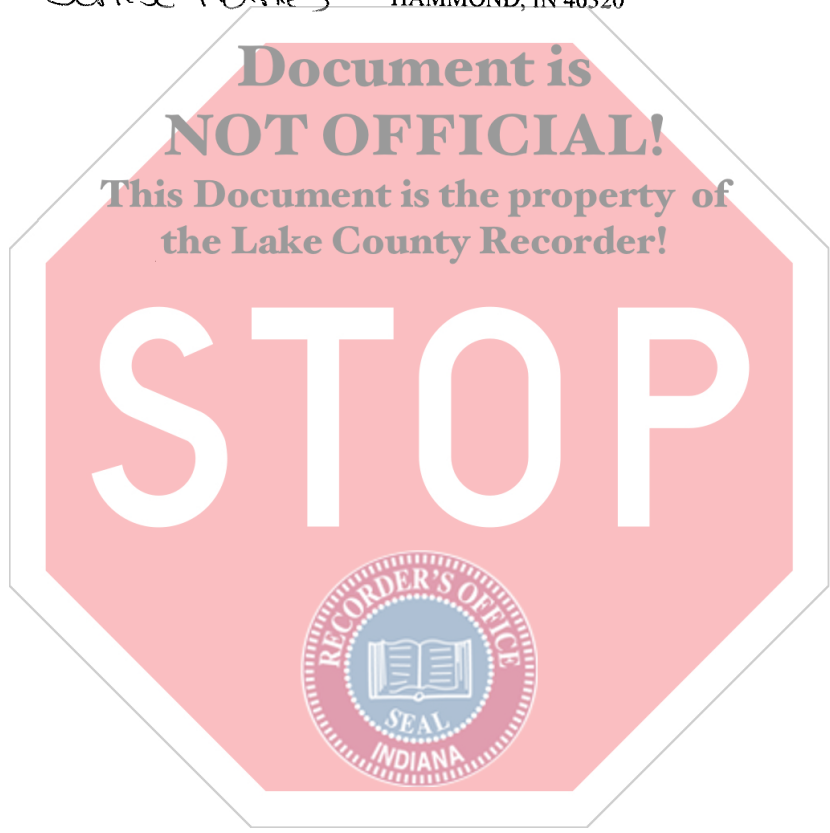 HAMMOND, IN 46320
Document is
NOT OFFICIAL!
This Document is the property of
the Lake County Recorder!
STOP
RECORDER'S OFFICE
SEAL
INDIANA